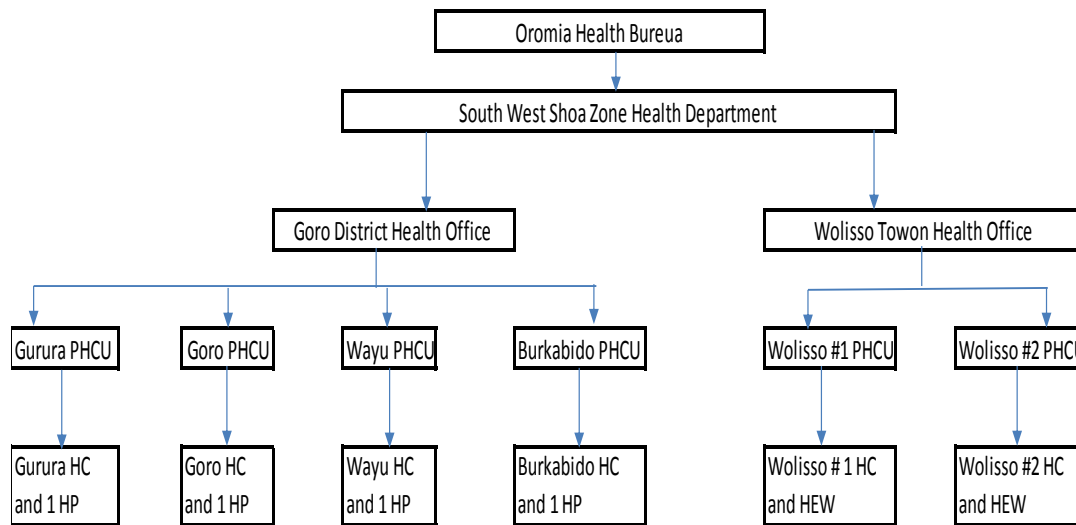 Oromia Health Bureua
South West Shoa Zone Health Department
Goro District Health Office
Wolisso Towon Health Office
Gurura PHCU
Goro PHCU
Wayu PHCU
Burkabido PHCU
Wolisso #1 PHCU
Wolisso #2 PHCU
Gurura HC
and 1 HP
Goro HC
and 1 HP
Wayu HC
and 1 HP
Burkabido HC
and 1 HP
Wolisso # 1 HC
and HEW
Wolisso #2 HC
and HEW